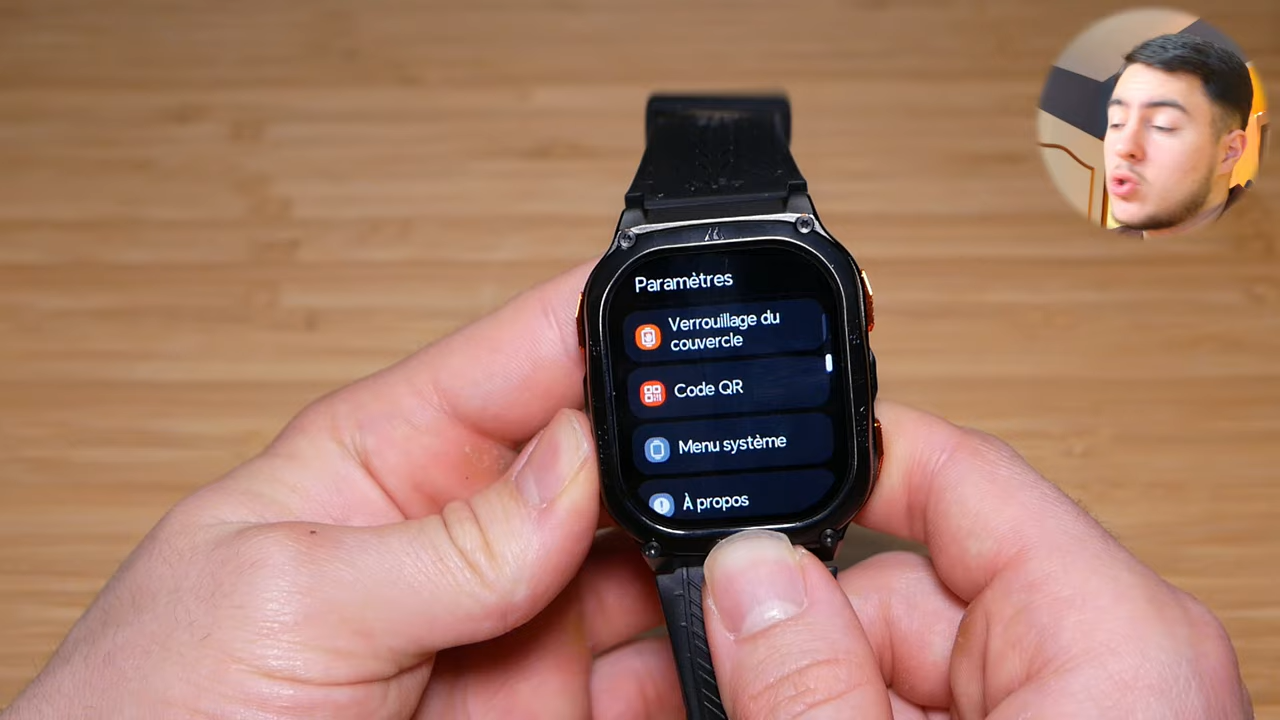 Paramètres
Verrouillage du
couvercle
Code QR
Menu système
À propos